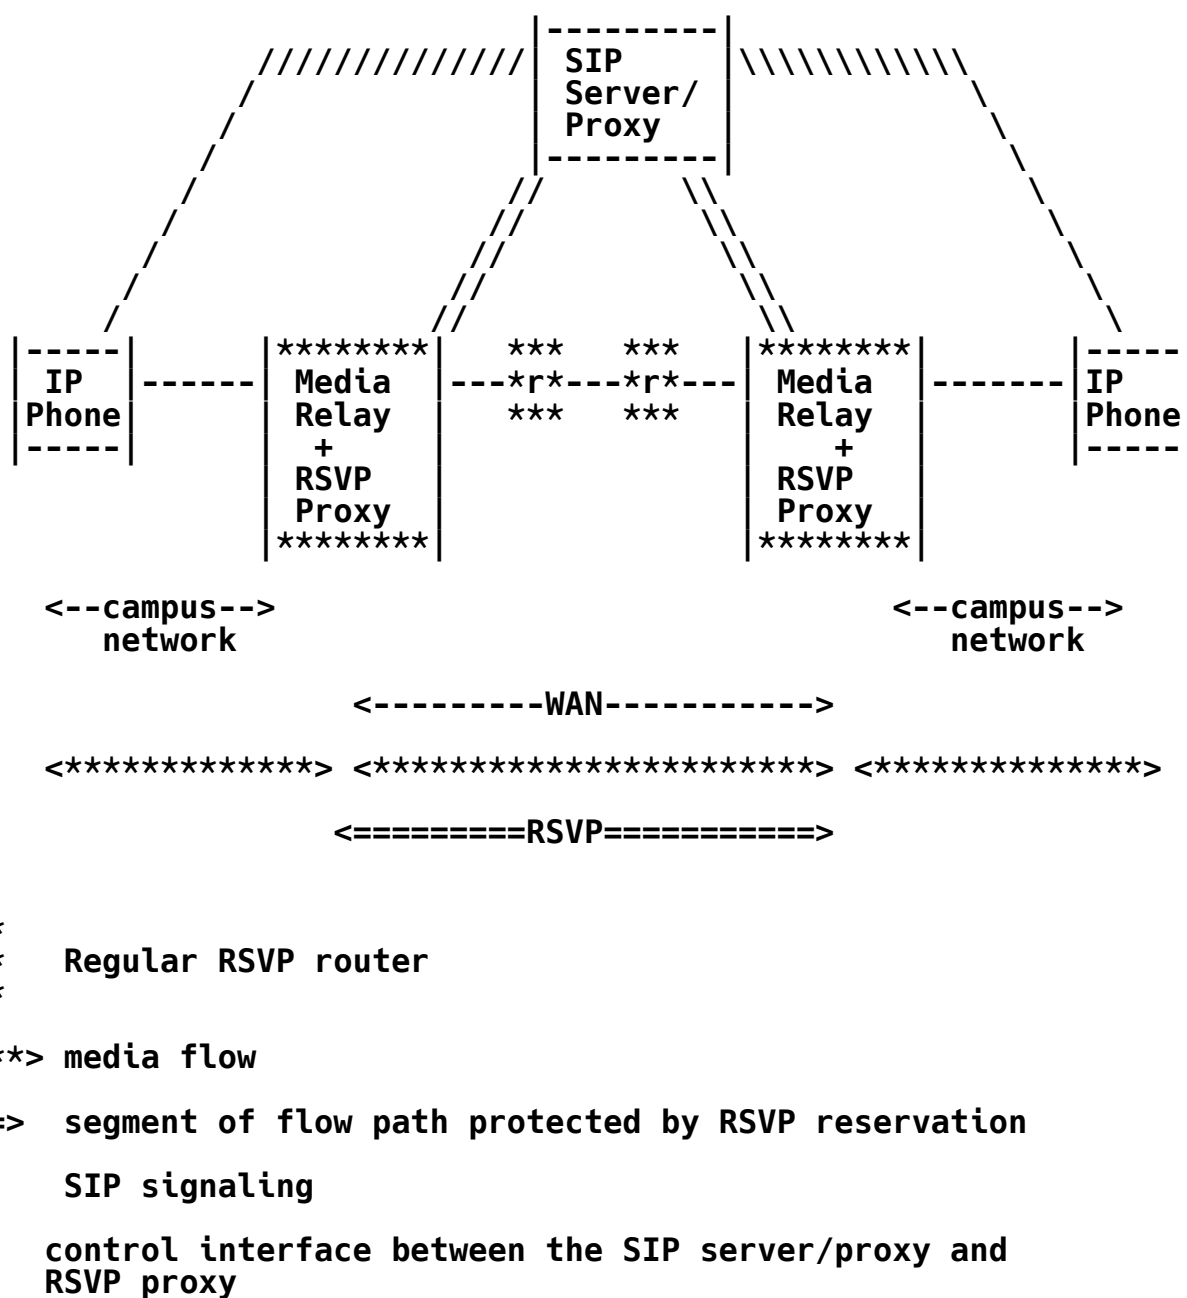 |---------|
             //////////////| SIP     |\\\\\\\\\\\\
            /               | Server/ |            \
           /                | Proxy   |             \
          /                 |---------|              \
         /                 //       \\                \
        /                 //         \\                \
       /                 //           \\                \
      /                 //             \\                \
     /                 //               \\                \
|-----|      |********|   ***   ***   |********|       |-----
| IP  |------| Media  |---*r*---*r*---| Media  |-------|IP
|Phone|      | Relay  |   ***   ***   | Relay  |       |Phone
|-----|      |  +     |               |    +   |       |-----
             | RSVP   |               | RSVP   |
             | Proxy  |               | Proxy  |
             |********|               |********|
<--campus-->                                <--campus-->
   network                                     network
                <---------WAN----------->
<*************> <***********************> <**************>
               <=========RSVP===========>
*
*   Regular RSVP router
*
**> media flow
=>  segment of flow path protected by RSVP reservation
SIP signaling
control interface between the SIP server/proxy and
RSVP proxy